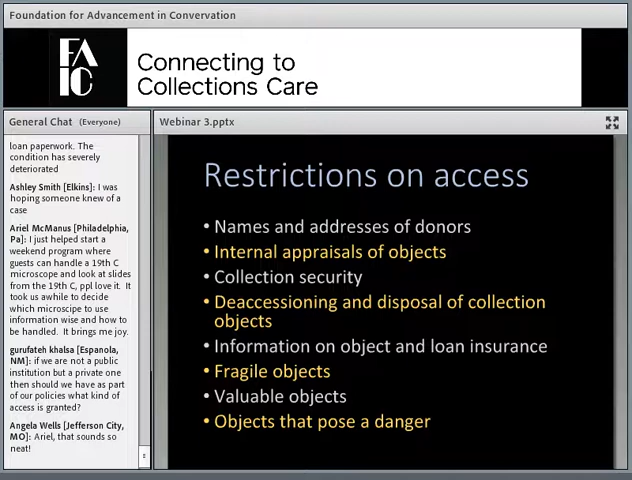 Foundation for Advancement in Convervation
FA
IC
Connecting to
Collections Care
General Chat (Everyone)
loan paperwork. The
condition has severely
deteriorated
Ashley Smith [Elkins]: I was
hoping someone knew of a
case
Ariel McManus [Philadelphia,
Pa]: I just helped start a
weekend program where
guests can handle a 19th C
microscope and look at slides
from the 19th C, ppl love it. It
took us awhile to decide
which microscipe to use
information wise and how to
be handled. It brings me joy.
gurufateh khalsa [Espanola,
NM]: if we are not a public
institution but a private one
then should we have as part
of our policies what kind of
access is granted?
Angela Wells [Jefferson City,
MO]: Ariel, that sounds so
neat!
Webinar 3.pptx
Restrictions on access
• Names and addresses of donors
• Internal appraisals of objects
• Collection security
• Deaccessioning and disposal of collection
objects
• Information on object and loan insurance
• Fragile objects
• Valuable objects
• Objects that pose a danger